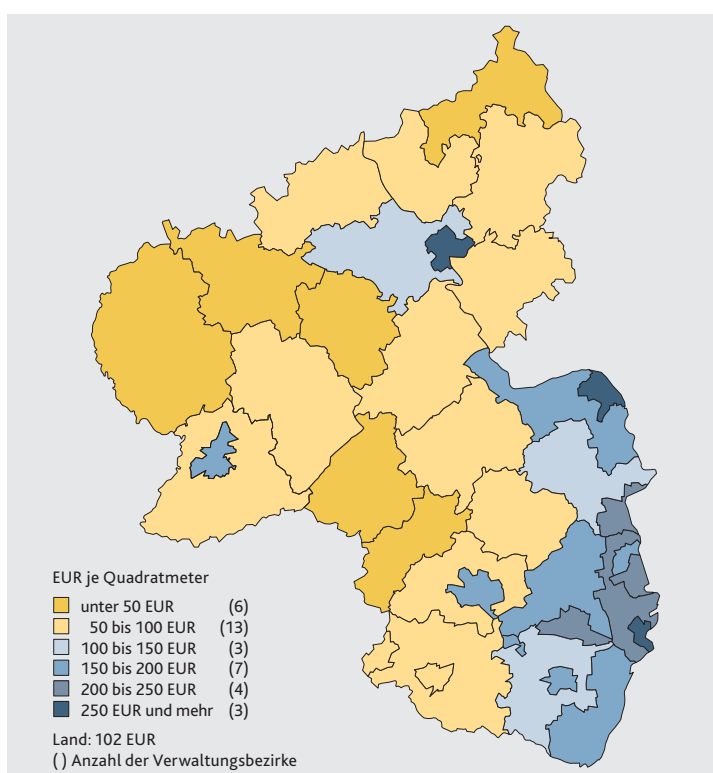 EUR je Quadratmeter
unter 50 EUR (6)
50 bis 100 EUR (13)
100 bis 150 EUR (3)
150 bis 200 EUR (7)
200 bis 250 EUR (4)
250 EUR und mehr (3)
Land: 102 EUR
( ) Anzahl der Verwaltungsbezirke